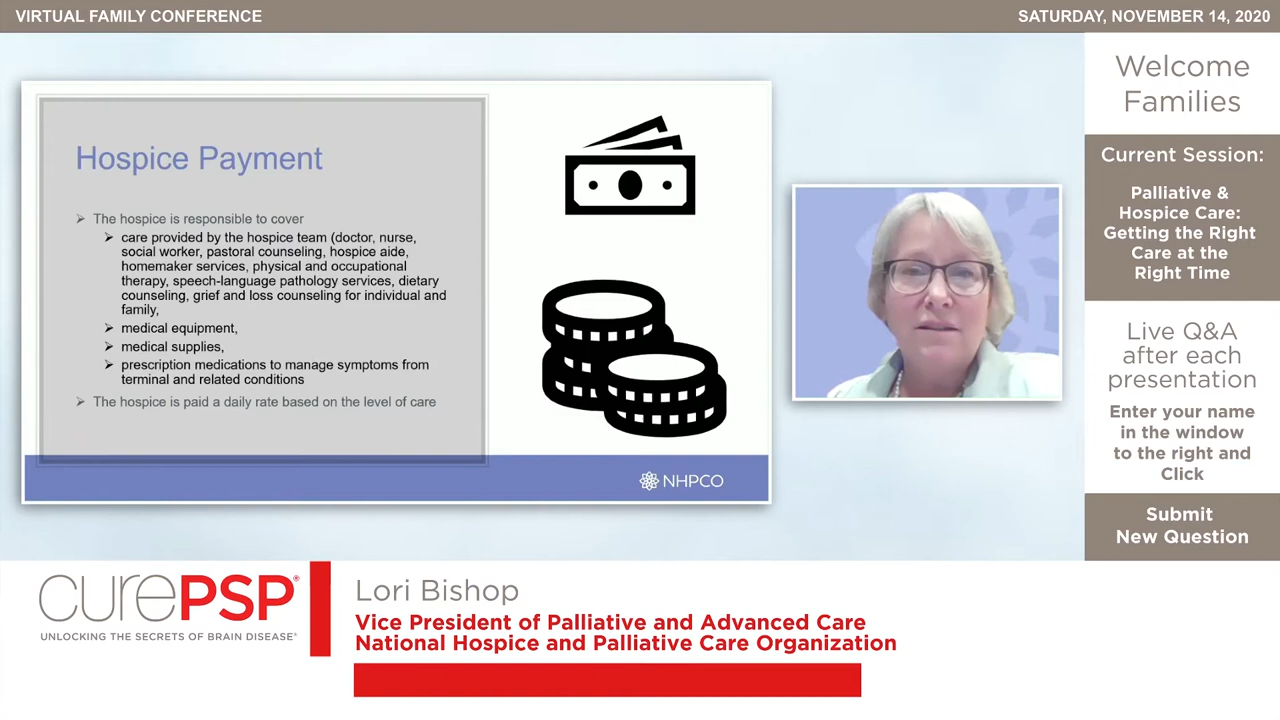 VIRTUAL FAMILY CONFERENCE
SATURDAY, NOVEMBER 14, 2020
Hospice Payment
The hospice is responsible to cover
care provided by the hospice team (doctor, nurse,
social worker, pastoral counseling, hospice aide,
homemaker services, physical and occupational
therapy, speech-language pathology services, dietary
counseling, grief and loss counseling for individual and
family,
medical equipment,
medical supplies,
prescription medications to manage symptoms from
terminal and related conditions
The hospice is paid a daily rate based on the level of care
NHPCO
Welcome
Families
Current Session:
Palliative &
Hospice Care:
Getting the Right
Care at the
Right Time
Live Q&A
after each
presentation
Enter your name
in the window
to the right and
Click
Submit
New Question
curePSP®
UNLOCKING THE SECRETS OF BRAIN DISEASE®
Lori Bishop
Vice President of Palliative and Advanced Care
National Hospice and Palliative Care Organization